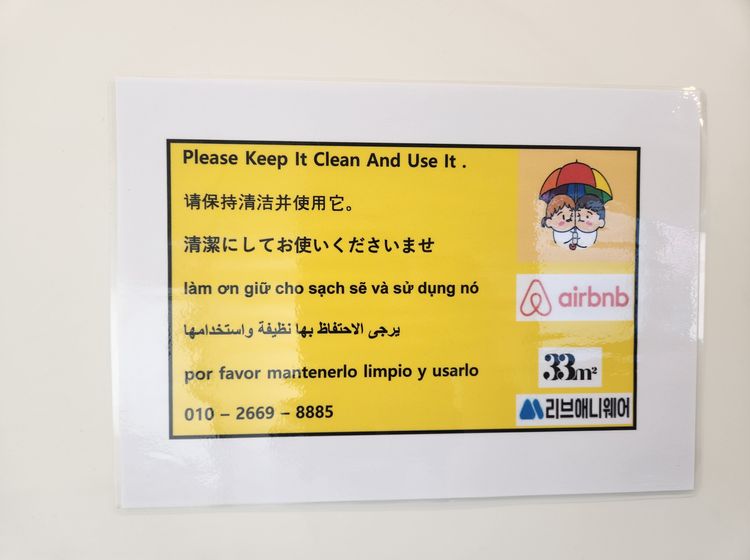 Please Keep It Clean And Use It .
请保持清洁并使用它。
清潔にしてお使いくださいませ
làm ơn giữ cho sạch sẽ và sử dụng nó
يرجى الاحتفاظ بها نظيفة واستخدامها
por favor mantenerlo limpio y usarlo
010 – 2669 – 8885
airbnb
33m²
리브애니웨어